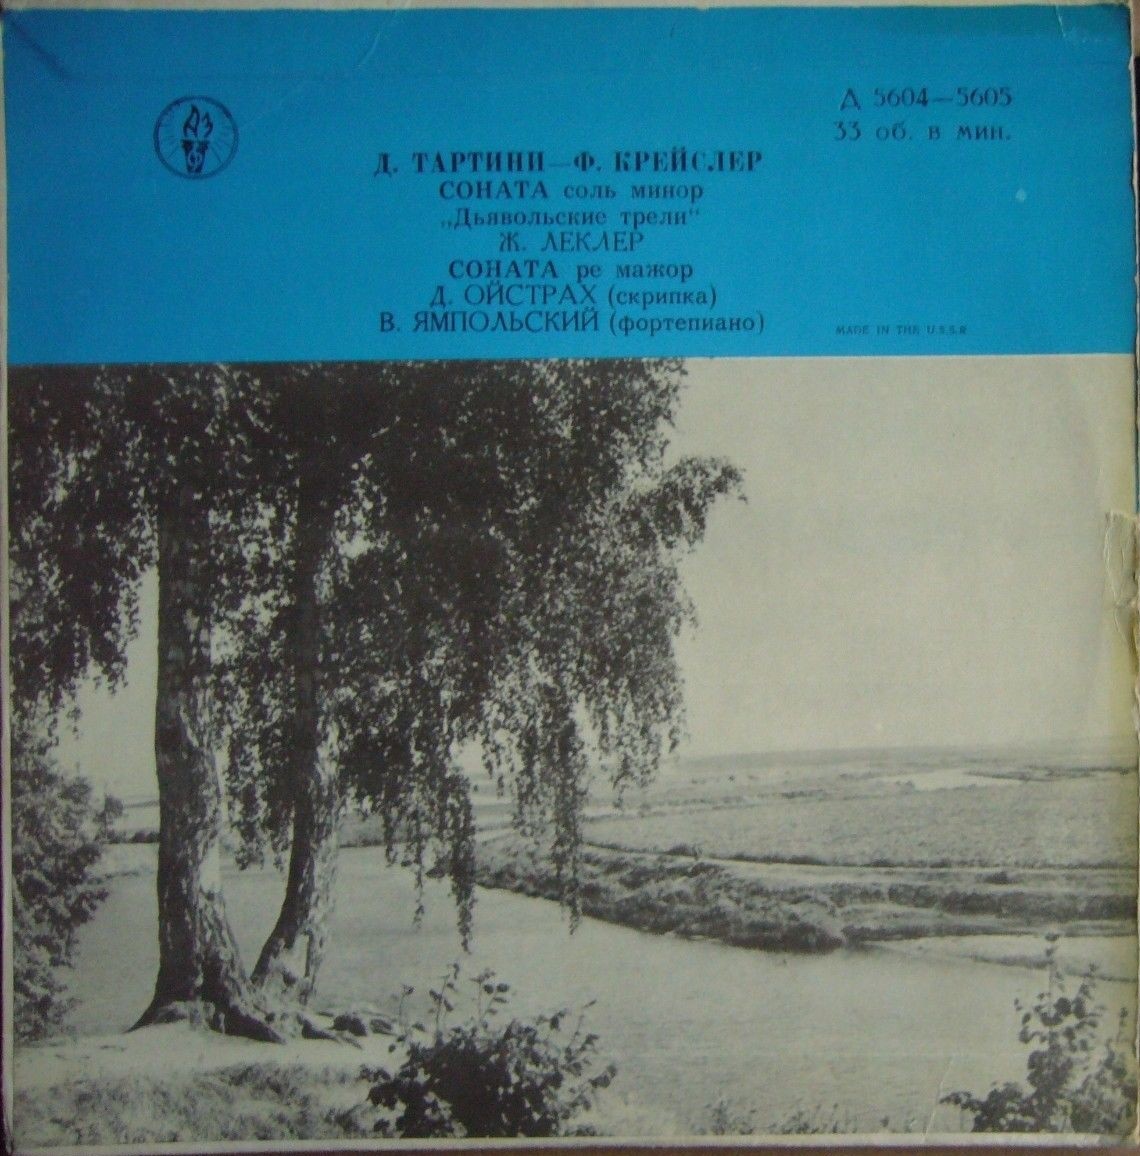 Д 5604—5605
33 об. в мин.
Д. ТАРТИНИ—Ф. КРЕЙСЛЕР
СОНАТА соль минор
„Дьявольские трели“
Ж. ЛЕКЛЕР
СОНАТА ре мажор
Д. ОЙСТРАХ (скрипка)
В. ЯМПОЛЬСКИЙ (фортепиано)
MADE IN THE U.S.S.R
ДЗ